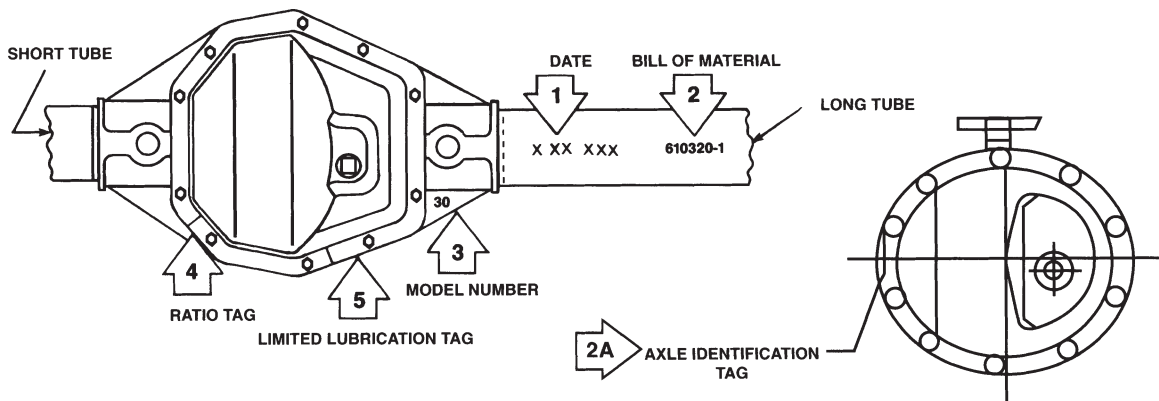 SHORT TUBE
DATE
1
BILL OF MATERIAL
2
LONG TUBE
X XX XXX
610320-1
30
3
MODEL NUMBER
4
RATIO TAG
5
LIMITED LUBRICATION TAG
2A
AXLE IDENTIFICATION
TAG